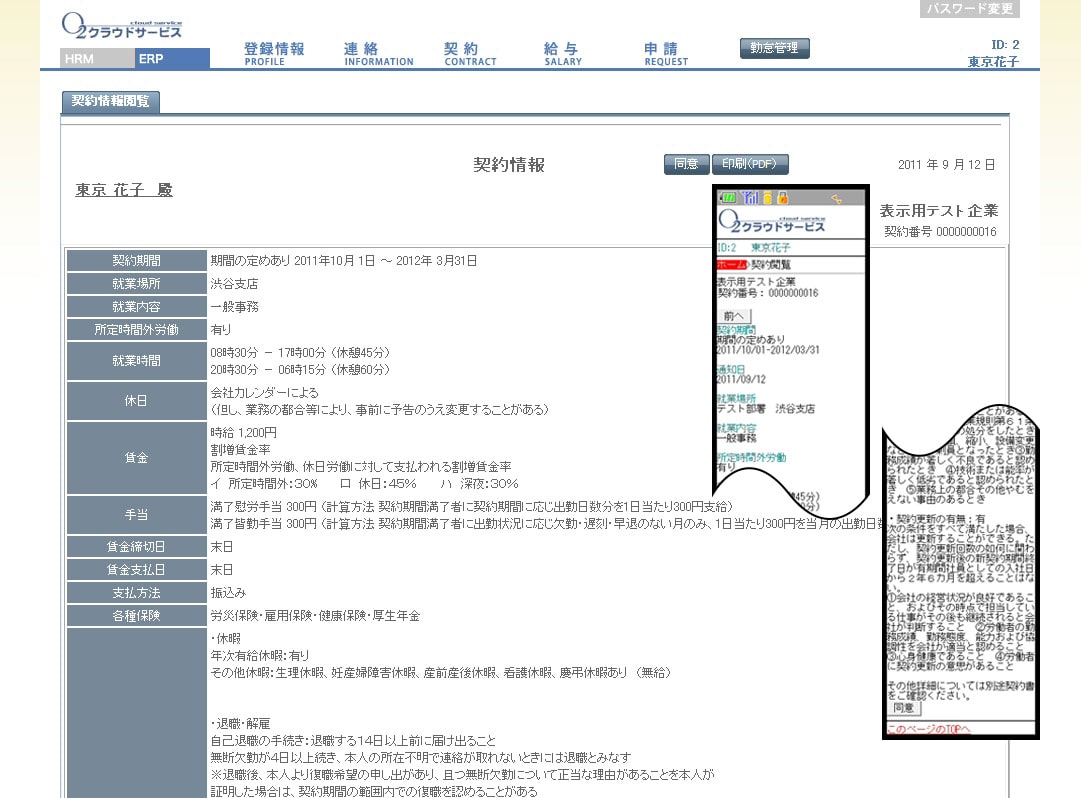 パスワード変更
cloud service
O2クラウドサービス
HRM
ERP
登録情報
PROFILE
連 絡
INFORMATION
契 約
CONTRACT
給 与
SALARY
申 請
REQUEST
勤怠管理
ID: 2
東京花子
契約情報閲覧
契約情報
同意
印刷(PDF)
2011 年 9 月 12 日
東京 花子　殿
表示用テスト企業
契約番号 0000000016
契約期間
期間の定めあり 2011年10月 1日 ～ 2012年 3月31日
就業場所
渋谷支店
就業内容
一般事務
所定時間外労働
有り
就業時間
08時30分 － 17時00分 (休憩45分)
20時30分 － 06時15分 (休憩60分)
休日
会社カレンダーによる
(但し、業務の都合等により、事前に予告のうえ変更することがある)
賃金
時給 1,200円
割増賃金率
所定時間外労働、休日労働に対して支払われる割増賃金率
イ 所定時間外:30%　　ロ 休日:45%　　ハ 深夜:30%
手当
満了慰労手当 300円 (計算方法 契約期間満了者に契約期間に応じ出勤日数分を1日当たり300円支給)
満了皆勤手当 300円 (計算方法 契約期間満了者に出勤状況に応じ欠勤・遅刻・早退のない月のみ、1日当たり300円を当月の出勤日数
賃金締切日
末日
賃金支払日
末日
支払方法
振込み
各種保険
労災保険・雇用保険・健康保険・厚生年金
・休暇
年次有給休暇:有り
その他休暇:生理休暇、妊産婦障害休暇、産前産後休暇、看護休暇、慶弔休暇あり (無給)
・退職・解雇
自己退職の手続き:退職する14日以上前に届け出ること
無断欠勤が4日以上続き、本人の所在不明で連絡が取れないときには退職とみなす
※退職後、本人より復職希望の申し出があり、且つ無断欠勤について正当な理由があることを本人が
証明した場合は、契約期間の範囲内での復職を認めることがある
cloud service
O2クラウドサービス
ID:2　東京花子
ホーム>契約閲覧
表示用テスト企業
契約番号：0000000016
前へ
契約期間
期間の定めあり
2011/10/01-2012/03/31
通知日
2011/09/12
就業場所
テスト部署　渋谷支店
就業内容
一般事務
所定時間外労働
有り
45分)
0分)
とがある
業規則第６１条
の処分をしたとき
縮小、設備変更
剰員となったとき③勤
務成績が著しく不良であると認め
られたとき　④技術または能率が
著しく低劣であると認められたと
き　⑤業務上の都合その他やむを
えない事由のあるとき
・契約更新の有無：有
次の条件をすべて満たした場合、
会社は更新することができる。た
だし、契約更新回数の如何に関わ
らず、契約更新後の新契約期間終
了日が有期間社員としての入社日
から２年６カ月を超えることはな
い。
①会社の経営状況が良好であるこ
と、およびその時点で担当してい
る仕事がその後も継続されると会
社が判断すること　②労働者の勤
務成績、勤務態度、能力および協
調性を会社が適当と認めること
③心身健康であること　④労働者
に契約更新の意思があること
その他詳細については別途契約書
をご確認ください。
同意
このページのTOPへ